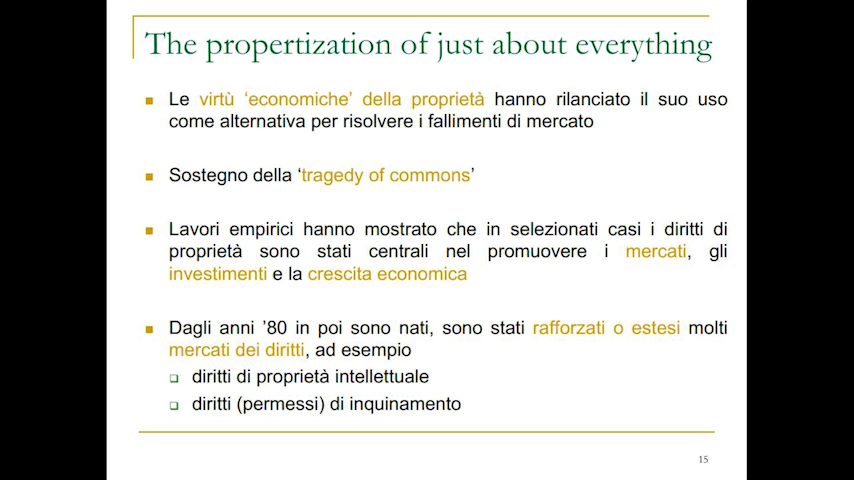 The propertization of just about everything
Le virtù ‘economiche’ della proprietà hanno rilanciato il suo uso
come alternativa per risolvere i fallimenti di mercato
Sostegno della ‘tragedy of commons’
Lavori empirici hanno mostrato che in selezionati casi i diritti di
proprietà sono stati centrali nel promuovere i mercati, gli
investimenti e la crescita economica
Dagli anni ’80 in poi sono nati, sono stati rafforzati o estesi molti
mercati dei diritti, ad esempio
diritti di proprietà intellettuale
diritti (permessi) di inquinamento
15